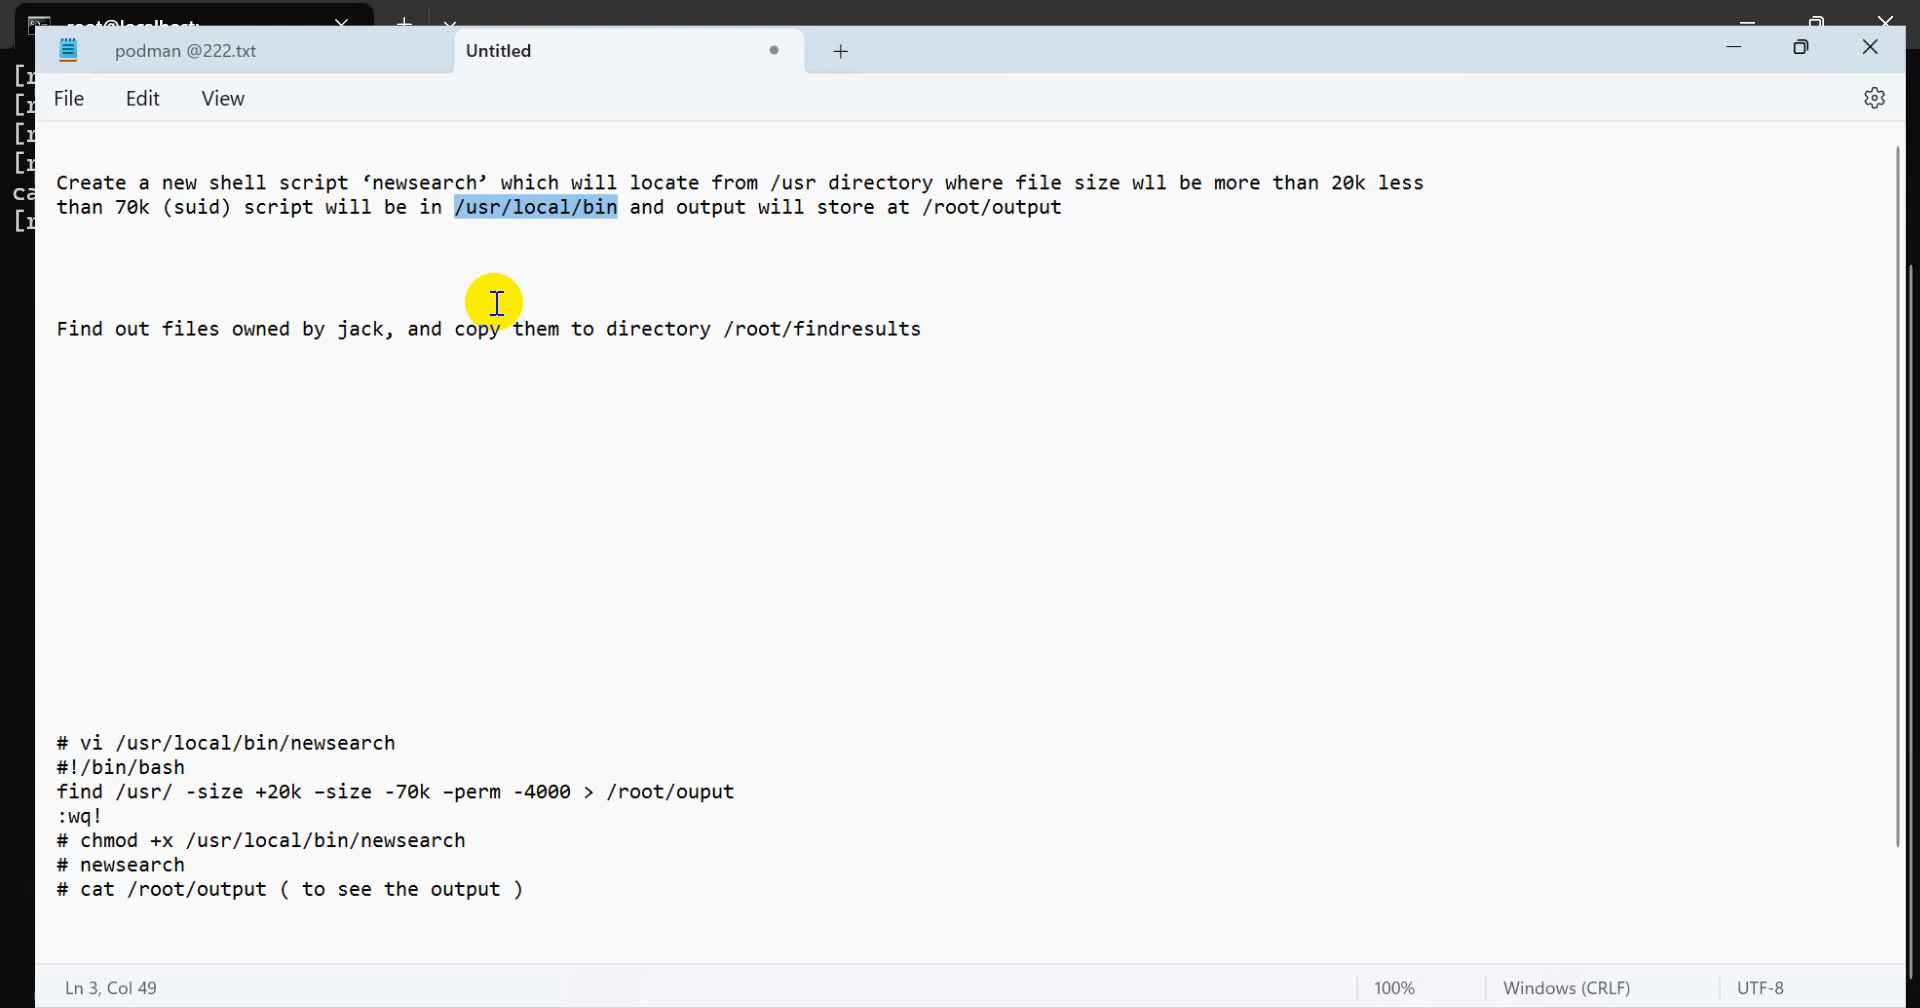 podman @222.txt
Untitled
File Edit View
Create a new shell script ‘newsearch’ which will locate from /usr directory where file size wll be more than 20k less
than 70k (suid) script will be in /usr/local/bin and output will store at /root/output
Find out files owned by jack, and copy them to directory /root/findresults
# vi /usr/local/bin/newsearch
#!/bin/bash
find /usr/ -size +20k –size -70k –perm -4000 > /root/ouput
:wq!
# chmod +x /usr/local/bin/newsearch
# newsearch
# cat /root/output ( to see the output )
Ln 3, Col 49 100% Windows (CRLF) UTF-8